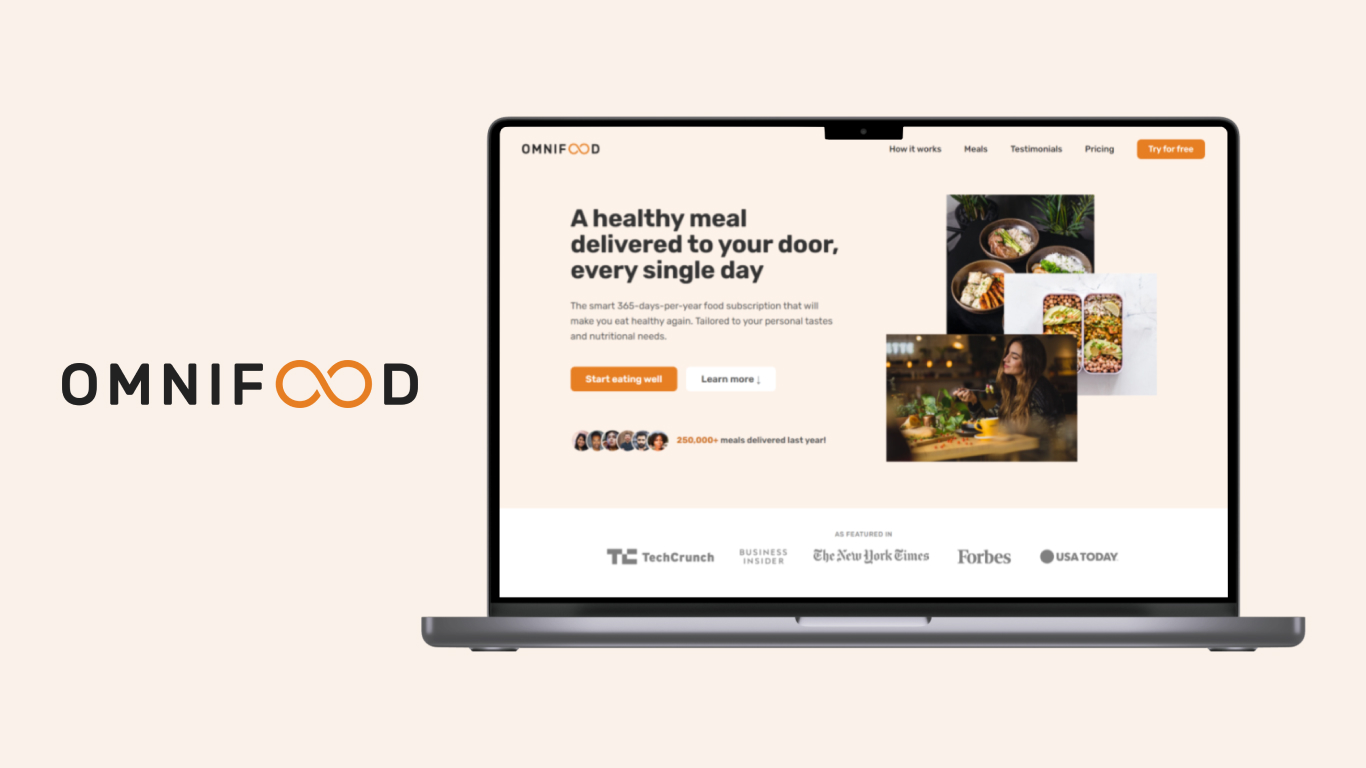 OMNIFOOD
OMNIFOOD
How it works Meals Testimonials Pricing Try for free
A healthy meal
delivered to your door,
every single day
The smart 365-days-per-year food subscription that will
make you eat healthy again. Tailored to your personal tastes
and nutritional needs.
Start eating well Learn more ↓
250,000+ meals delivered last year!
AS FEATURED IN
TechCrunch
BUSINESS
INSIDER
The New York Times
Forbes
USA TODAY